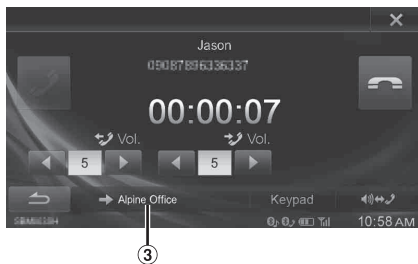 Jason
09087896336337
00:00:07
Vol. Vol.
5 5
Alpine Office Keypad
10:58 AM
3